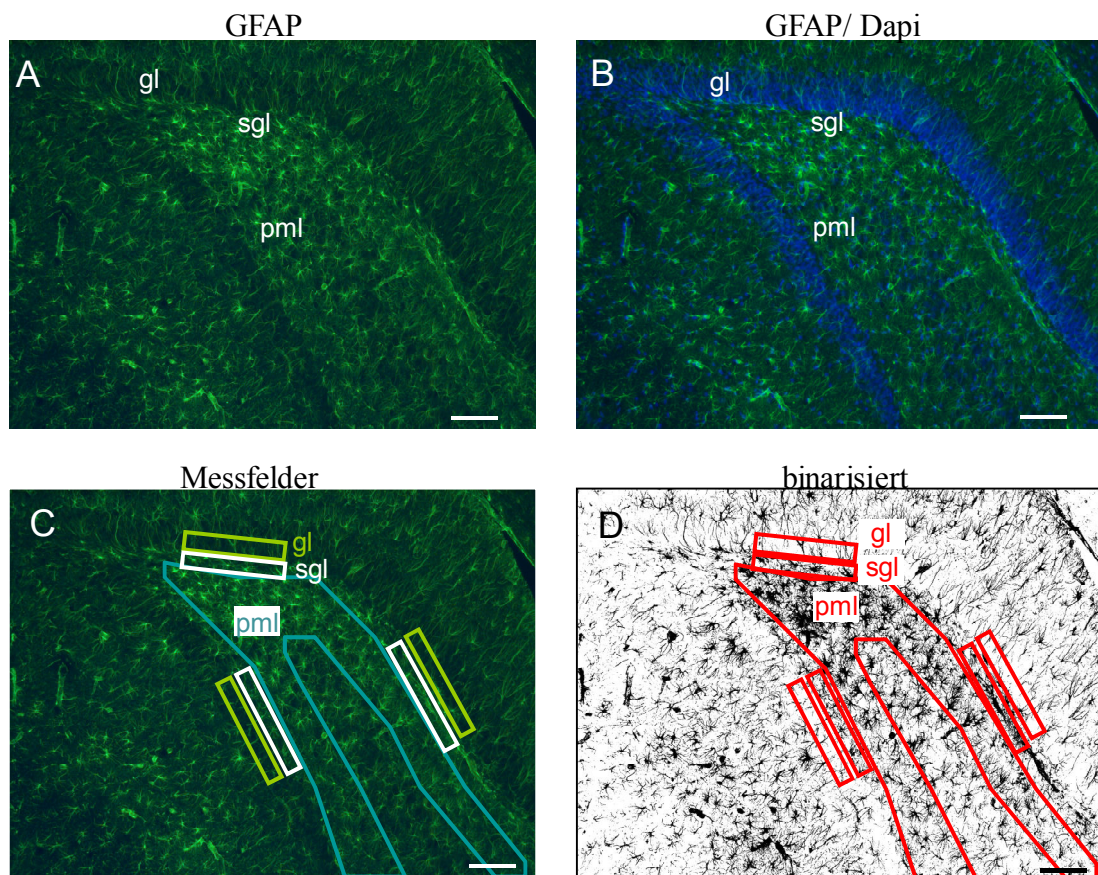 GFAP
GFAP/ Dapi
A
gl
sgl
pml
B
gl
sgl
pml
Messfelder
binarisiert
C
gl
sgl
pml
D
gl
sgl
pml